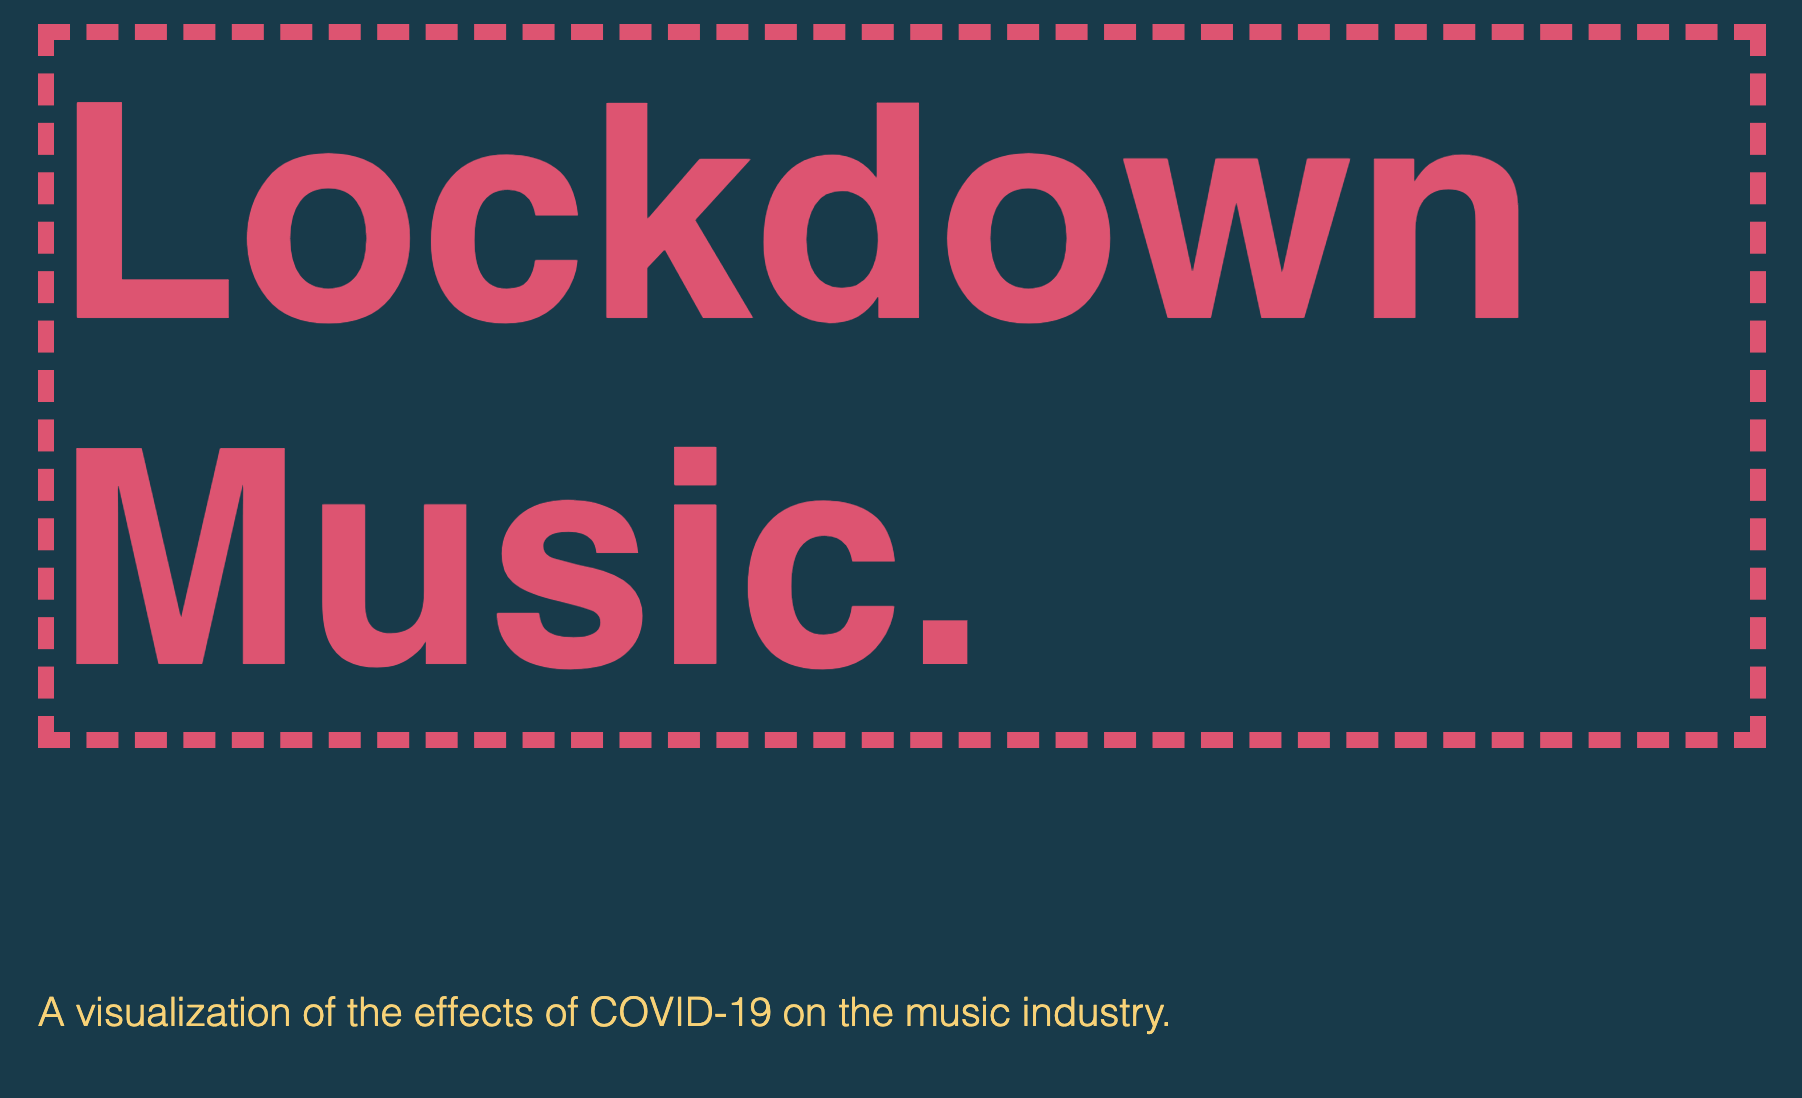 Lockdown
Music.
A visualization of the effects of COVID-19 on the music industry.